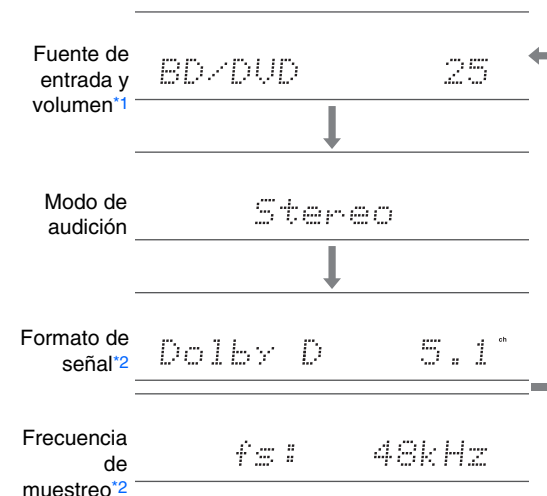 Fuente de
entrada y
volumen*1
BD/DVD 25
Modo de
audición
Stereo
Formato de
señal*2
Dolby D 5.1 ch
Frecuencia
de
muestreo*2
fs: 48kHz